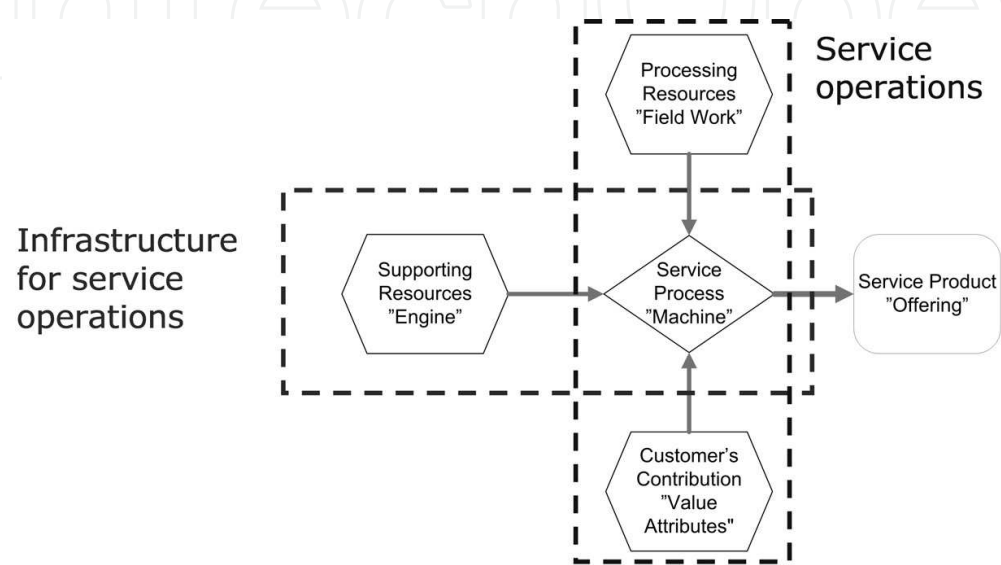 Service
operations
Processing
Resources
”Field Work”
Infrastructure
for service
operations
Supporting
Resources
”Engine”
Service
Process
”Machine”
Service Product
”Offering”
Customer’s
Contribution
”Value
Attributes"